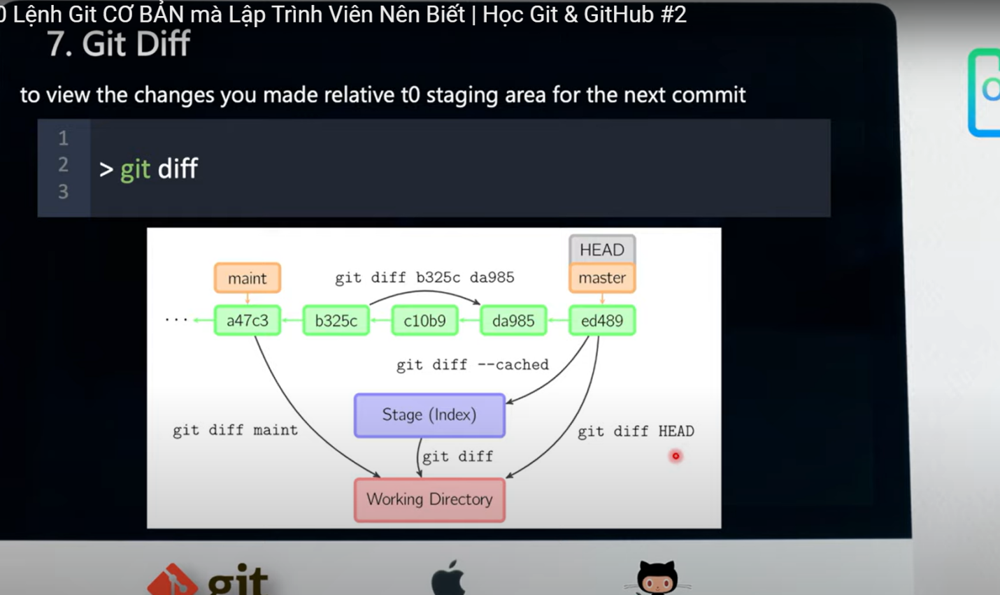 0 Lệnh Git CƠ BẢN mà Lập Trình Viên Nên Biết | Học Git & GitHub #2
7. Git Diff
to view the changes you made relative t0 staging area for the next commit
1
2 > git diff
3
HEAD
maint
git diff b325c da985
master
...
a47c3
b325c
c10b9
da985
ed489
git diff --cached
Stage (Index)
git diff maint
git diff HEAD
git diff
Working Directory
git